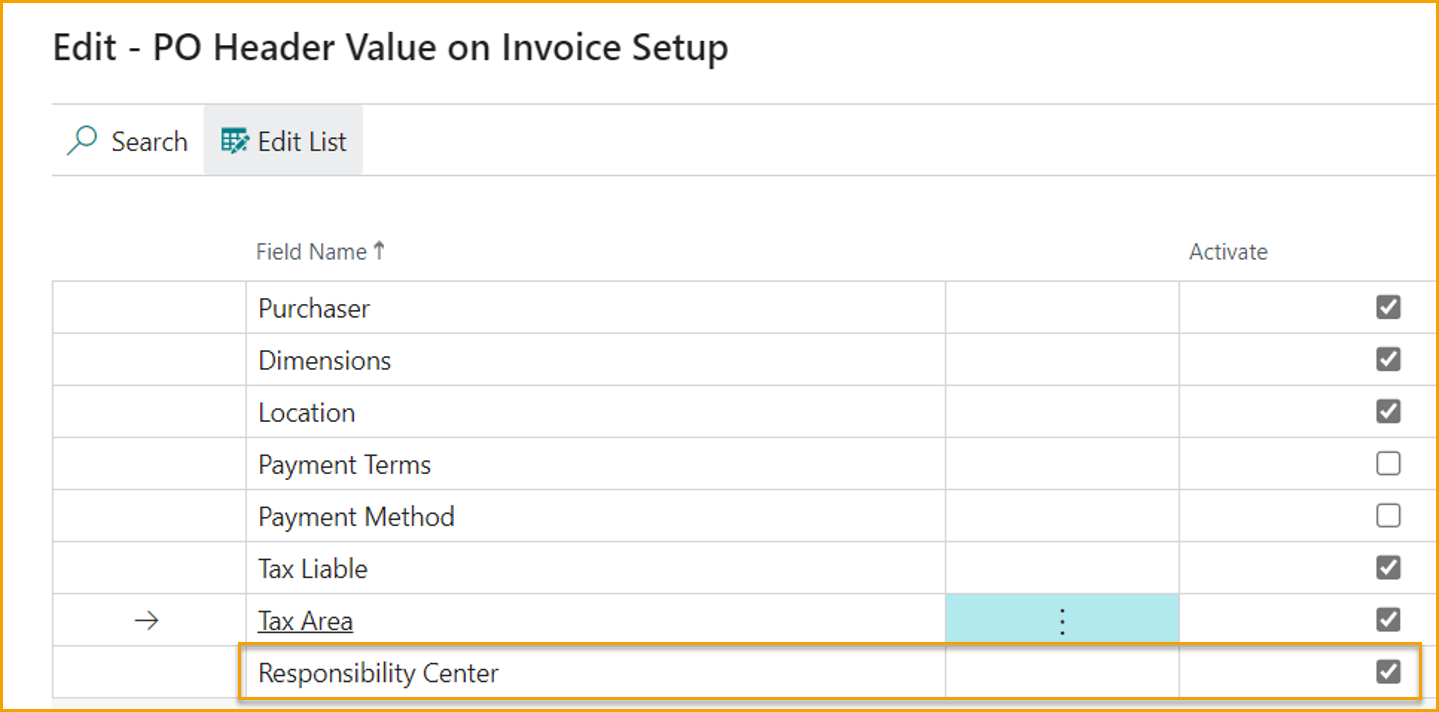 Edit - PO Header Value on Invoice Setup
Search Edit List
Field Name ↑ Activate
Purchaser
Dimensions
Location
Payment Terms
Payment Method
Tax Liable
Tax Area
Responsibility Center